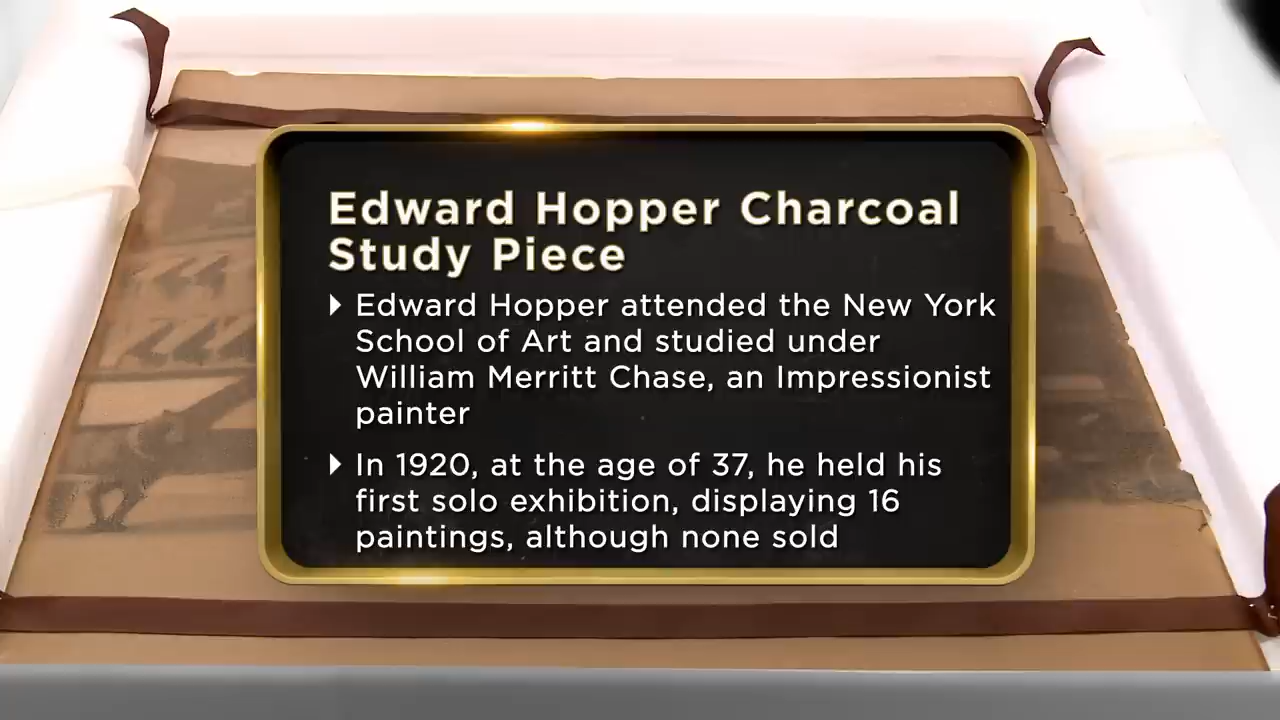 Edward Hopper Charcoal
Study Piece
Edward Hopper attended the New York
School of Art and studied under
William Merritt Chase, an Impressionist
painter
In 1920, at the age of 37, he held his
first solo exhibition, displaying 16
paintings, although none sold